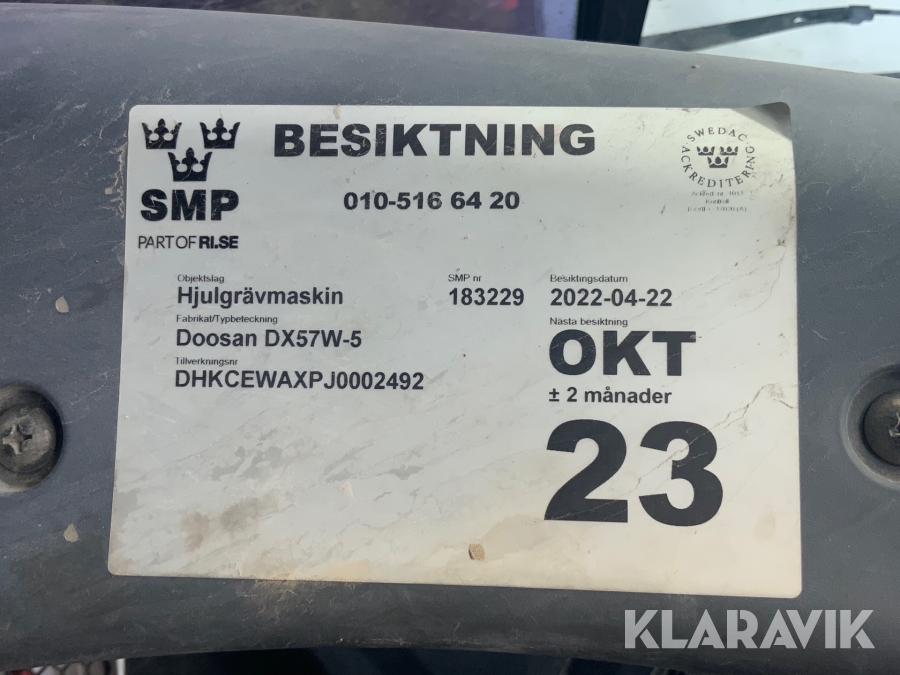 BESIKTNING
SWEDAC
ACKREDITERING
SMP
PART OF RI.SE
010-516 64 20
Objektslag
Hjulgrävmaskin
SMP nr
183229
Besiktingsdatum
2022-04-22
Fabrikat/Typbeteckning
Doosan DX57W-5
Nästa besiktning
OKT
± 2 månader
23
Tillverkningsnr
DHKCEWAXPJ0002492
KLARAVIK